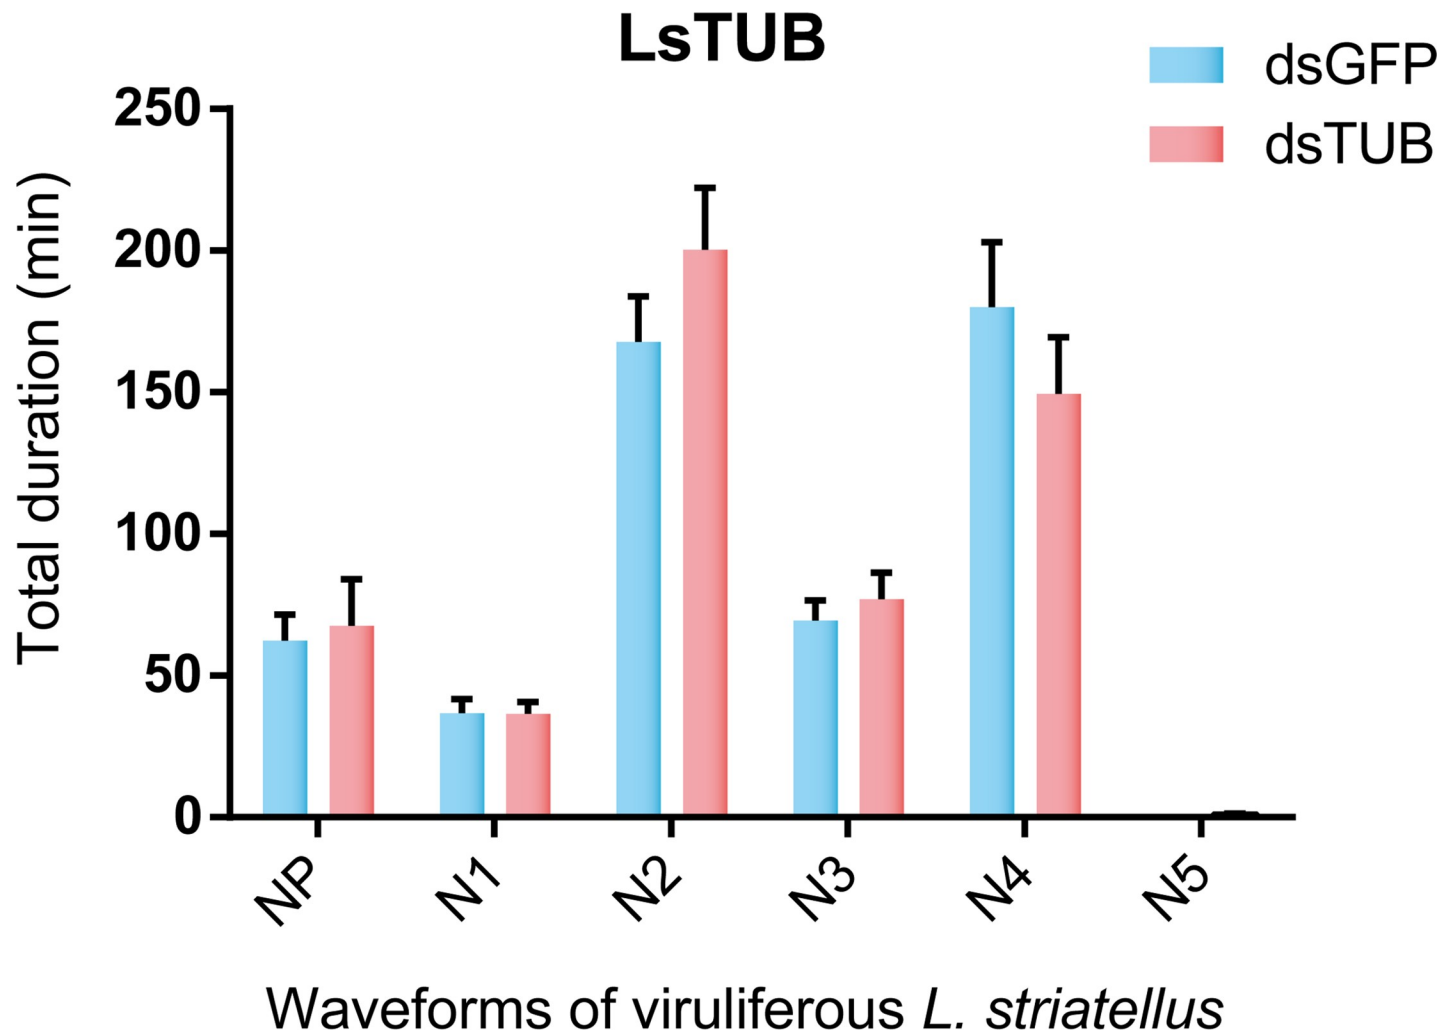 LsTUB
dsGFP
dsTUB
Total duration (min)
250
200
150
100
50
0
NP
N1
N2
N3
N4
N5
Waveforms of viruliferous L. striatellus